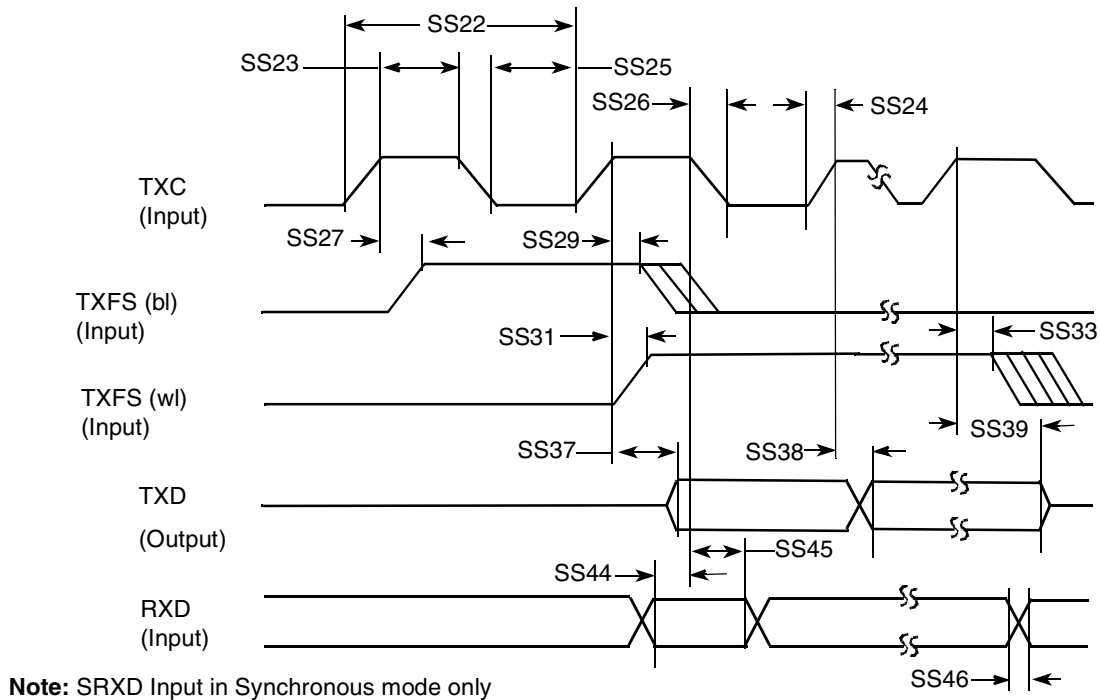 SS22
SS23
SS25
SS26
SS24
TXC
(Input)
SS27
SS29
TXFS (bl)
(Input)
SS31
SS33
TXFS (wl)
(Input)
SS39
SS37
SS38
TXD
(Output)
SS45
SS44
RXD
(Input)
SS46
Note: SRXD Input in Synchronous mode only